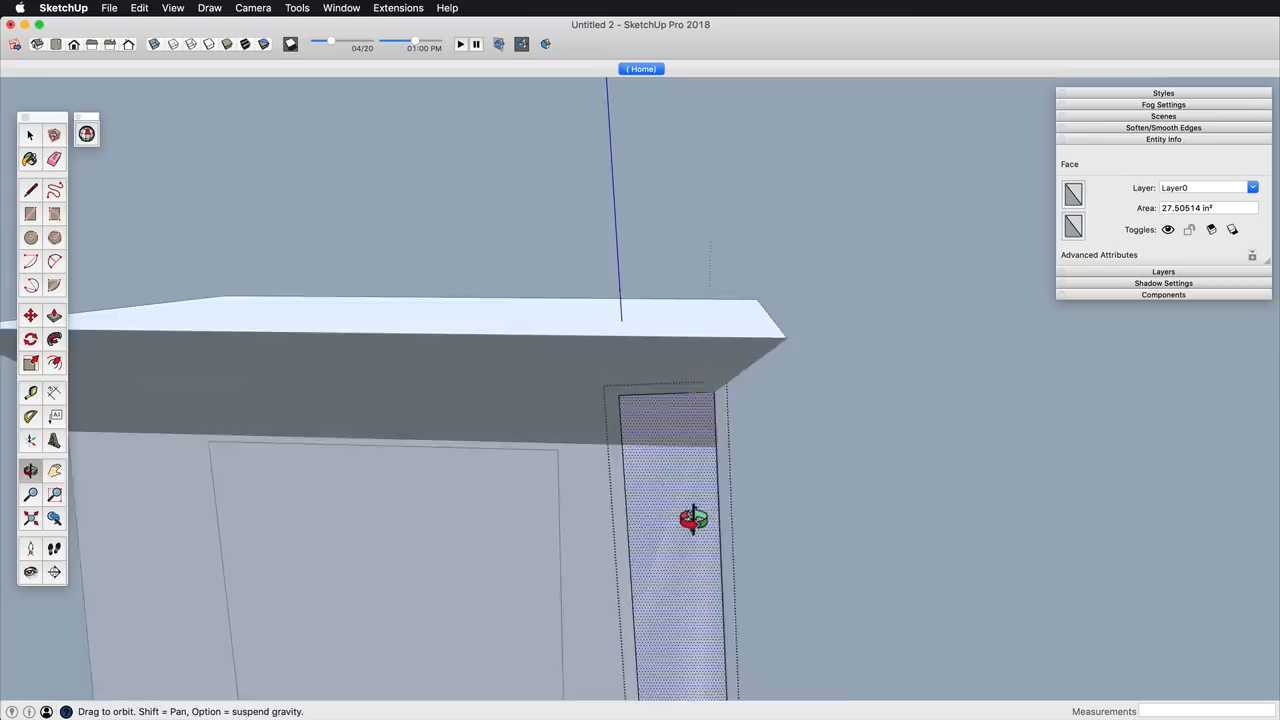 SketchUp File Edit View Draw Camera Tools Window Extensions Help
Untitled 2 - SketchUp Pro 2018
04/20 01:00 PM
( Home)
Styles
Fog Settings
Scenes
Soften/Smooth Edges
Entity Info
Face
Layer: Layer0
Area: 27.50514 in²
Toggles:
Advanced Attributes
Layers
Shadow Settings
Components
Drag to orbit. Shift = Pan, Option = suspend gravity.
Measurements